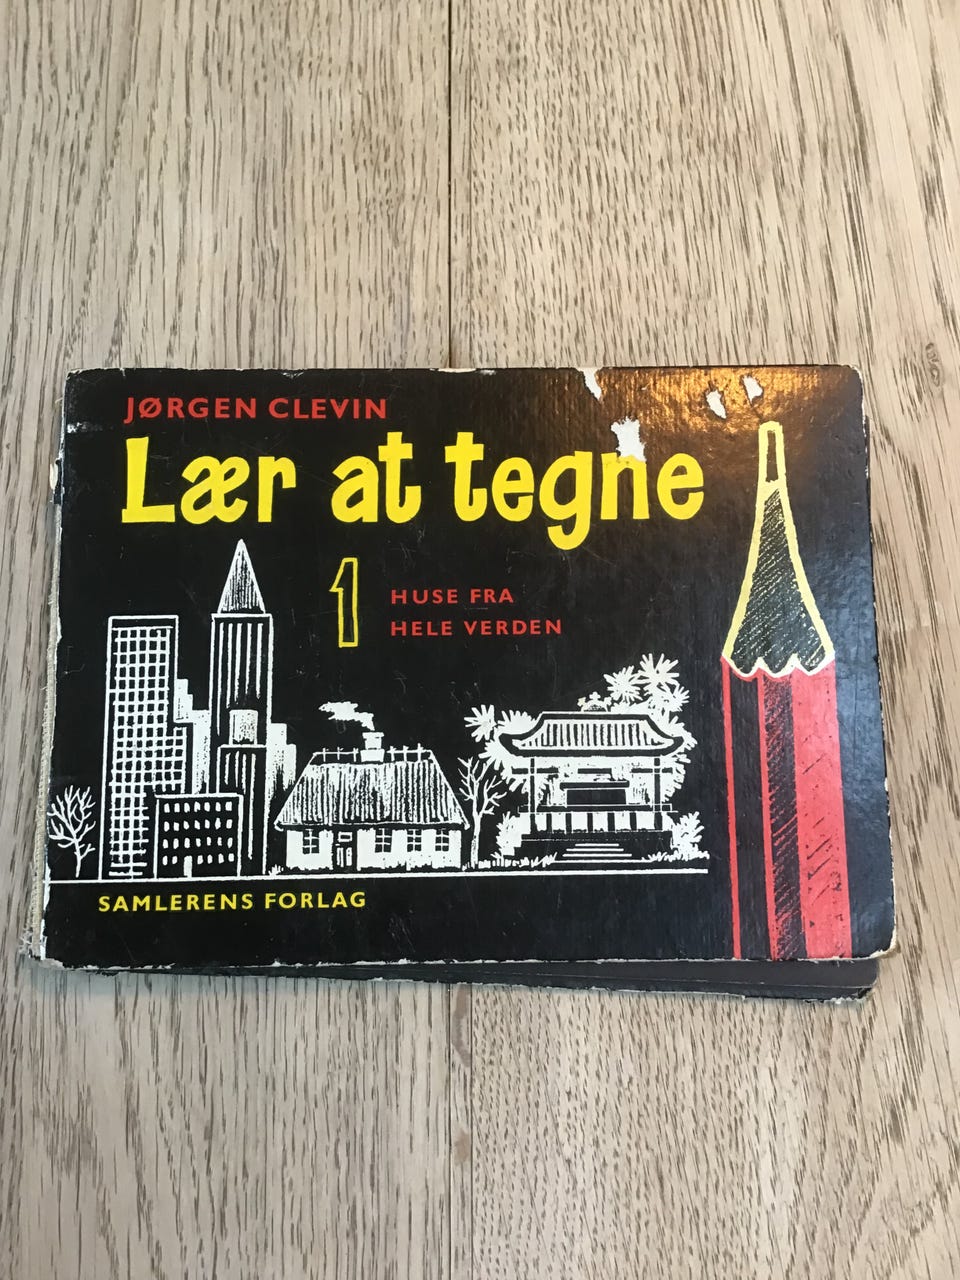 JØRGEN CLEVIN
Lær at tegne
1
HUSE FRA
HELE VERDEN
SAMLERENS FORLAG